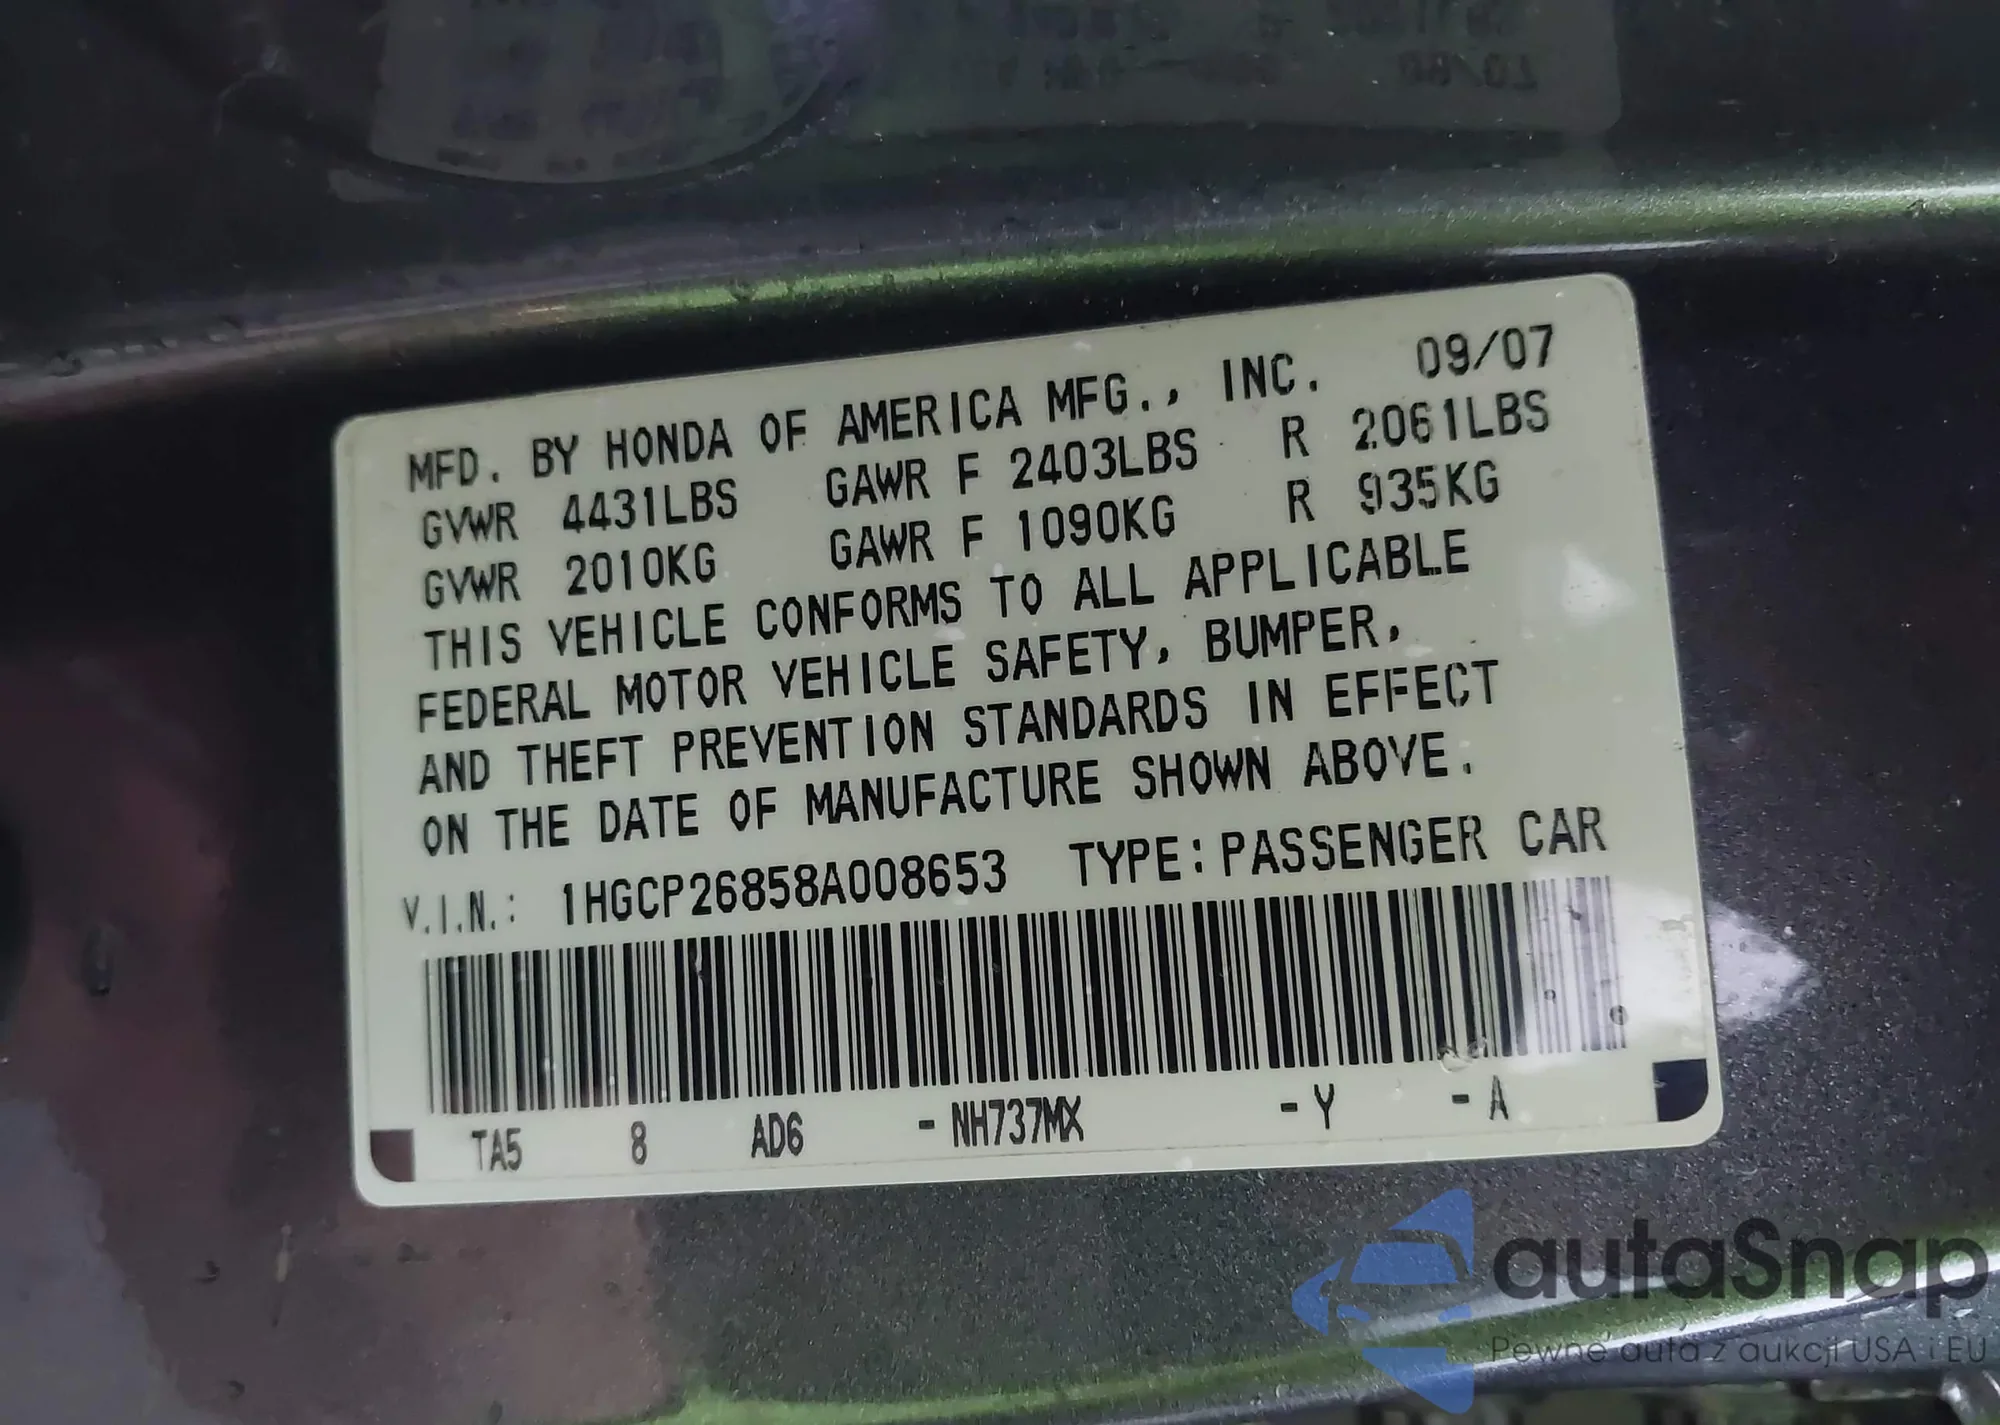 MFD. BY HONDA OF AMERICA MFG., INC. 09/07
GVWR 4431LBS GAWR F 2403LBS R 2061LBS
GVWR 2010KG GAWR F 1090KG R 935KG
THIS VEHICLE CONFORMS TO ALL APPLICABLE
FEDERAL MOTOR VEHICLE SAFETY, BUMPER,
AND THEFT PREVENTION STANDARDS IN EFFECT
ON THE DATE OF MANUFACTURE SHOWN ABOVE.
V.I.N.: 1HGCP26858A008653 TYPE: PASSENGER CAR
TA5 8 AD6 - NH737MX - Y - A
autaSnap
Pewne auta z aukcji USA i EU